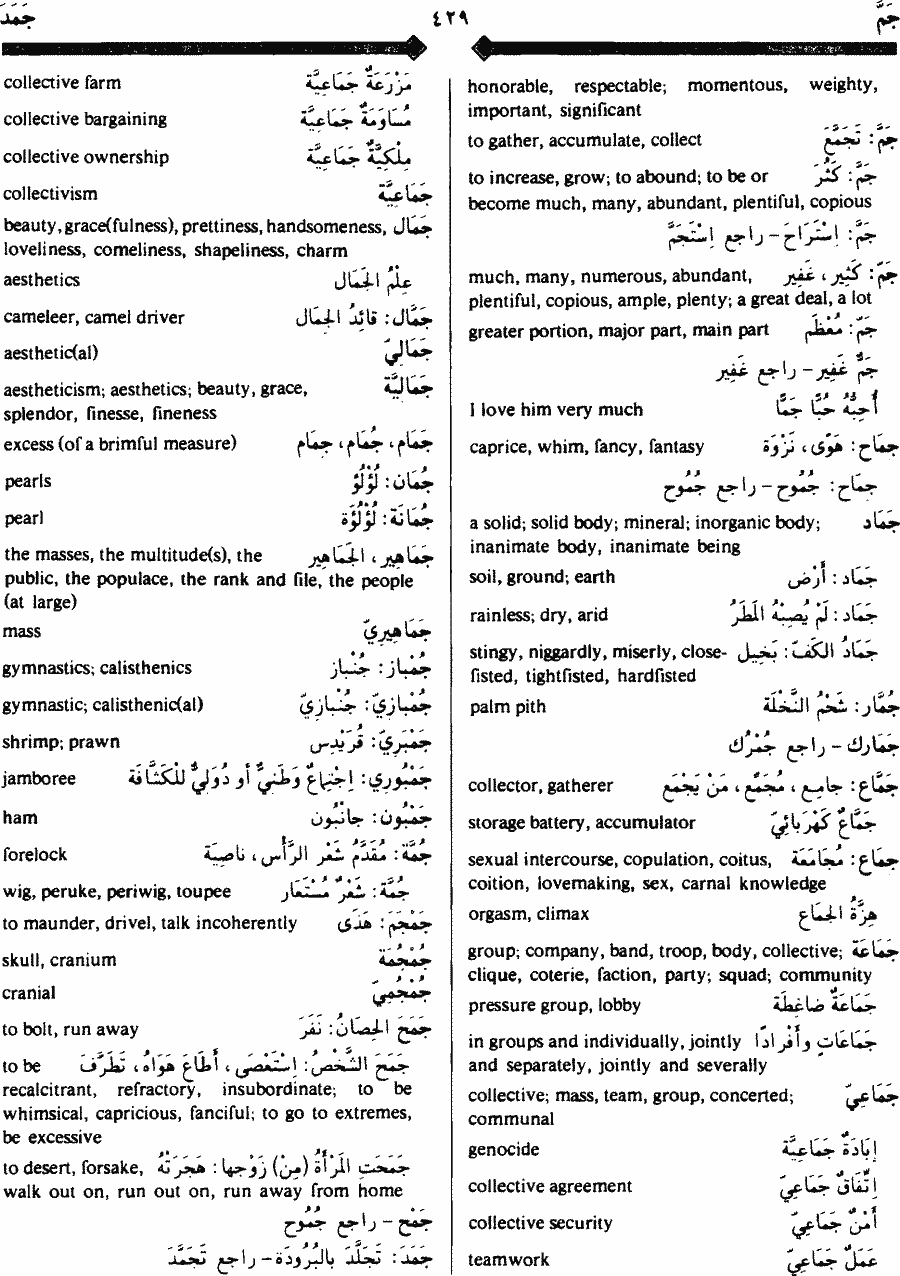 جَمَّ ٤٢٩ جَمَدَ
honorable, respectable; momentous, weighty,
important, significant
to gather, accumulate, collect جَمَّ: تَجَمَّعَ
to increase, grow; to abound; to be or جَمَّ: كَثُرَ
become much, many, abundant, plentiful, copious
جَمَّ: اِسْتَرَاحَ - راجع اِسْتَجَمَّ
much, many, numerous, abundant, جَمّ: كَثِير ، غَفِير
plentiful, copious, ample, plenty; a great deal, a lot
greater portion, major part, main part جَمّ: مُعْظَم
جَمٌّ غَفِير - راجع غَفِير
I love him very much أُحِبُّهُ حُبًّا جَمًّا
caprice, whim, fancy, fantasy جِمَاح: هَوًى ، نَزْوَة
جِمَاح: جُمُوح - راجع جُمُوح
a solid; solid body; mineral; inorganic body; جَمَاد
inanimate body, inanimate being
soil, ground; earth جَمَاد: أَرْض
rainless; dry, arid جَمَاد: لَمْ يُصِبْهُ المَطَرُ
stingy, niggardly, miserly, close- جَمَادُ الكَفّ: بَخِيل
fisted, tightfisted, hardfisted
palm pith جُمَّار: شَحْمُ النَّخْلَة
جَمَارِك - راجع جُمْرُك
collector, gatherer جَمَّاع: جامِع ، مُجَمِّع ، مَنْ يَجْمَع
storage battery, accumulator جَمَّاعٌ كَهْرَبائِيّ
sexual intercourse, copulation, coitus, جِمَاع: مُجَامَعَة
coition, lovemaking, sex, carnal knowledge
orgasm, climax هِزَّةُ الجِمَاع
group; company, band, troop, body, collective; جَمَاعَة
clique, coterie, faction, party; squad; community
pressure group, lobby جَمَاعَةٌ ضاغِطَة
in groups and individually, jointly جَمَاعَاتٍ وأَفْرَادًا
and separately, jointly and severally
collective; mass, team, group, concerted; جَمَاعِيّ
communal
genocide إبَادَةٌ جَمَاعِيَّة
collective agreement اِتِّفَاقٌ جَمَاعِيّ
collective security أَمْنٌ جَمَاعِيّ
teamwork عَمَلٌ جَمَاعِيّ
collective farm مَزْرَعَةٌ جَمَاعِيَّة
collective bargaining مُسَاوَمَةٌ جَمَاعِيَّة
collective ownership مِلْكِيَّةٌ جَمَاعِيَّة
collectivism جَمَاعِيَّة
beauty, grace(fulness), prettiness, handsomeness, جَمَال
loveliness, comeliness, shapeliness, charm
aesthetics عِلْمُ الجَمَال
cameleer, camel driver جَمَّال: قائِدُ الجِمَال
aesthetic(al) جَمَالِيّ
aestheticism; aesthetics; beauty, grace, جَمَالِيَّة
splendor, finesse, fineness
excess (of a brimful measure) جَمَام ، جُمَام ، جِمَام
pearls جُمَان: لُؤْلُؤ
pearl جُمَانَة: لُؤْلُؤَة
the masses, the multitude(s), the جَمَاهِير ، الجَمَاهِير
public, the populace, the rank and file, the people
(at large)
mass جَمَاهِيرِيّ
gymnastics; calisthenics جُمْباز: جُنْباز
gymnastic; calisthenic(al) جُمْبازِيّ: جُنْبازِيّ
shrimp; prawn جَمْبَرِيّ: قُرَيْدِس
jamboree جَمْبُورِي: اِجْتِمَاعٌ وَطَنِيٌّ أو دُوَلِيٌّ لِلكَشَّافَة
ham جَمْبُون: جانْبُون
forelock جُمَّة: مُقَدَّمُ شَعْرِ الرَّأْس ، ناصِيَة
wig, peruke, periwig, toupee جُمَّة: شَعْرٌ مُسْتَعَار
to maunder, drivel, talk incoherently جَمْجَمَ: هَذَى
skull, cranium جُمْجُمَة
cranial جُمْجُمِيّ
to bolt, run away جَمَحَ الحِصَانُ: نَفَرَ
to be جَمَحَ الشَّخْصُ: اِسْتَعْصَى ، أَطَاعَ هَوَاهُ ، تَطَرَّفَ
recalcitrant, refractory, insubordinate; to be
whimsical, capricious, fanciful; to go to extremes,
be excessive
to desert, forsake, جَمَحَتِ المَرْأَةُ (مِنْ) زَوْجِها: هَجَرَتْهُ
walk out on, run out on, run away from home
جَمْح - راجع جُمُوح
جَمَدَ: تَجَلَّدَ بِالبُرُودَة - راجع تَجَمَّدَ